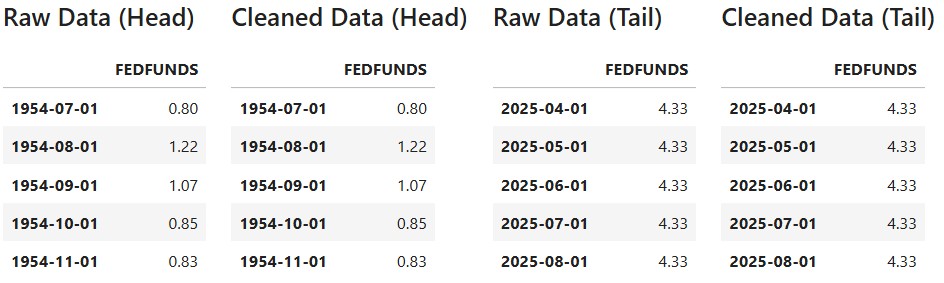 Raw Data (Head) Cleaned Data (Head) Raw Data (Tail) Cleaned Data (Tail)
FEDFUNDS FEDFUNDS FEDFUNDS FEDFUNDS
1954-07-01 0.80 1954-07-01 0.80 2025-04-01 4.33 2025-04-01 4.33
1954-08-01 1.22 1954-08-01 1.22 2025-05-01 4.33 2025-05-01 4.33
1954-09-01 1.07 1954-09-01 1.07 2025-06-01 4.33 2025-06-01 4.33
1954-10-01 0.85 1954-10-01 0.85 2025-07-01 4.33 2025-07-01 4.33
1954-11-01 0.83 1954-11-01 0.83 2025-08-01 4.33 2025-08-01 4.33